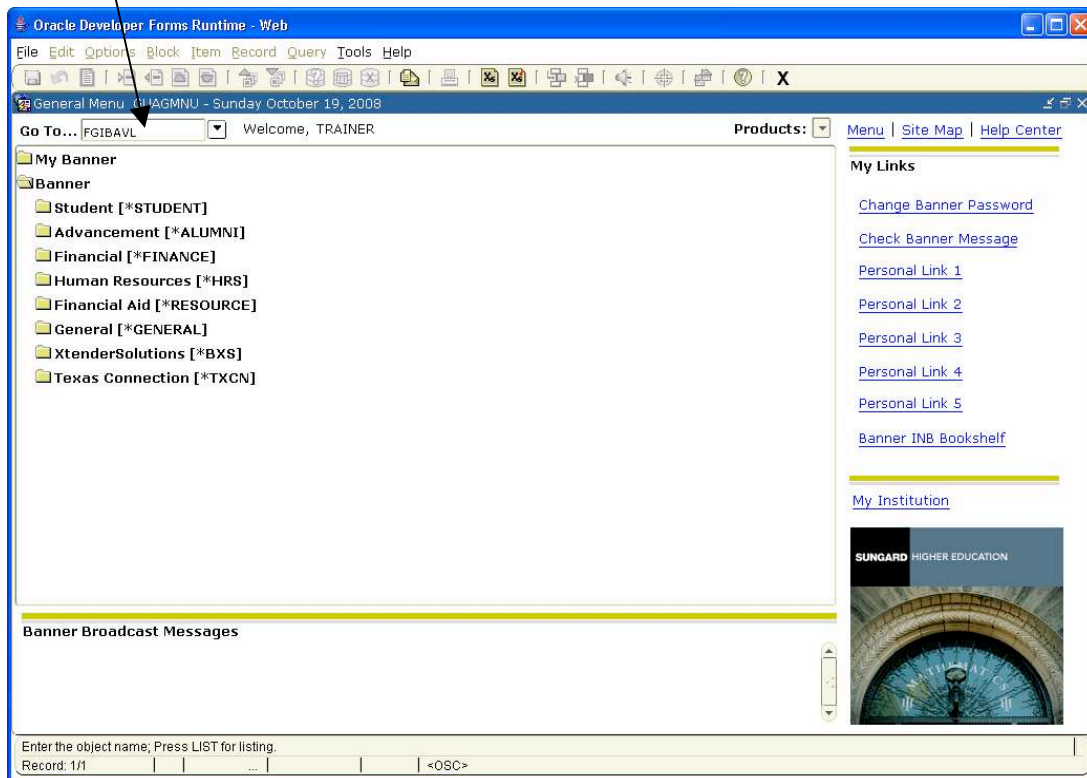 Oracle Developer Forms Runtime - Web
File Edit Options Block Item Record Query Tools Help
X
General Menu GUAGMNU - Sunday October 19, 2008
Go To... FGIBAVL Welcome, TRAINER Products: Menu | Site Map | Help Center
My Banner
Banner
Student [*STUDENT]
Advancement [*ALUMNI]
Financial [*FINANCE]
Human Resources [*HRS]
Financial Aid [*RESOURCE]
General [*GENERAL]
XtenderSolutions [*BXS]
Texas Connection [*TXCN]
My Links
Change Banner Password
Check Banner Message
Personal Link 1
Personal Link 2
Personal Link 3
Personal Link 4
Personal Link 5
Banner INB Bookshelf
My Institution
SUNGARD HIGHER EDUCATION
MATHEMATICS
Banner Broadcast Messages
Enter the object name; Press LIST for listing.
Record: 1/1 ... <OSC>